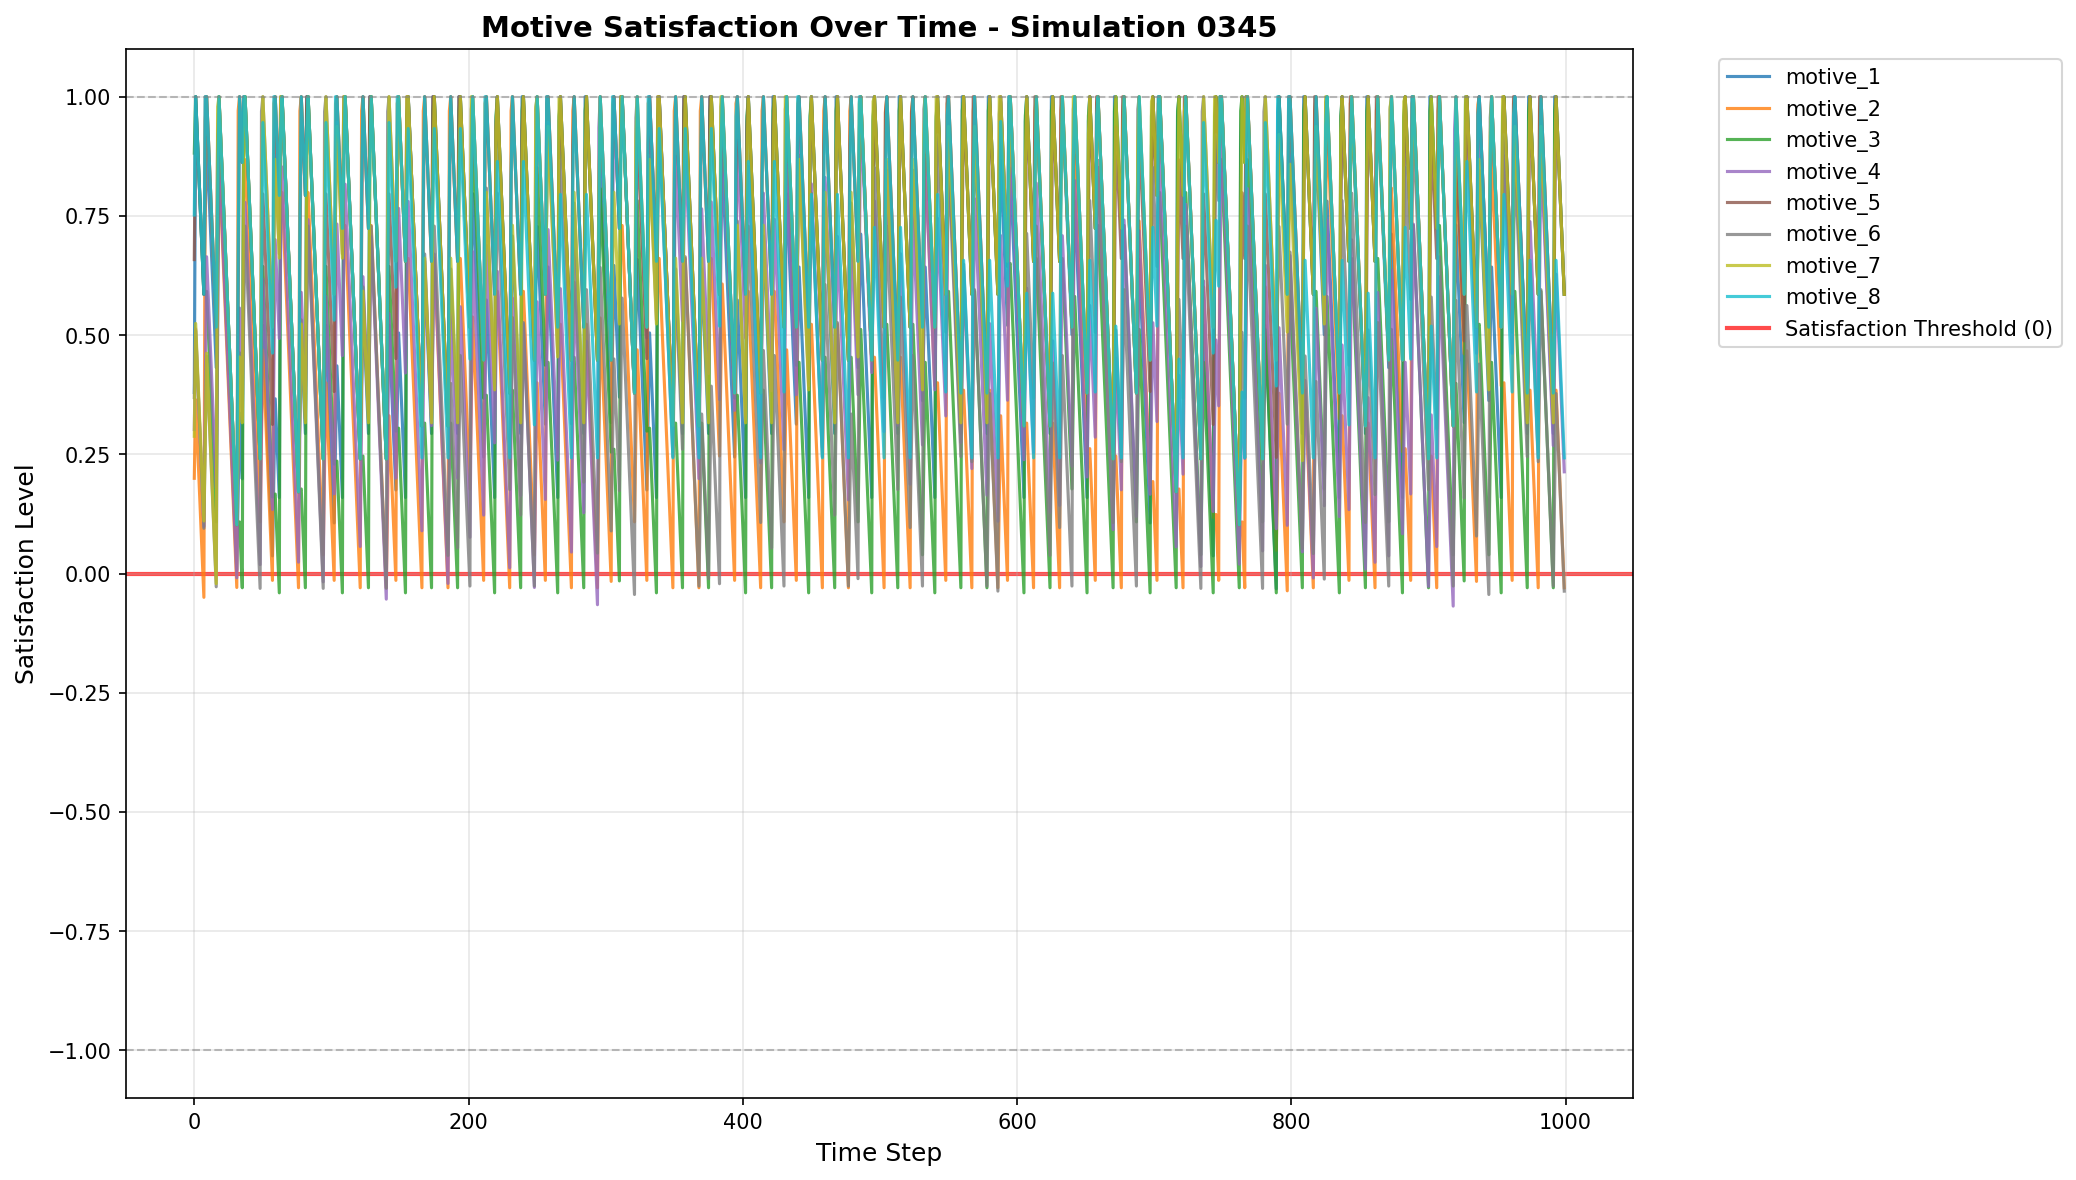 Motive Satisfaction Over Time - Simulation 0345
1.00
0.75
0.50
0.25
0.00
−0.25
−0.50
−0.75
−1.00
Satisfaction Level
0
200
400
600
800
1000
Time Step
motive_1
motive_2
motive_3
motive_4
motive_5
motive_6
motive_7
motive_8
Satisfaction Threshold (0)